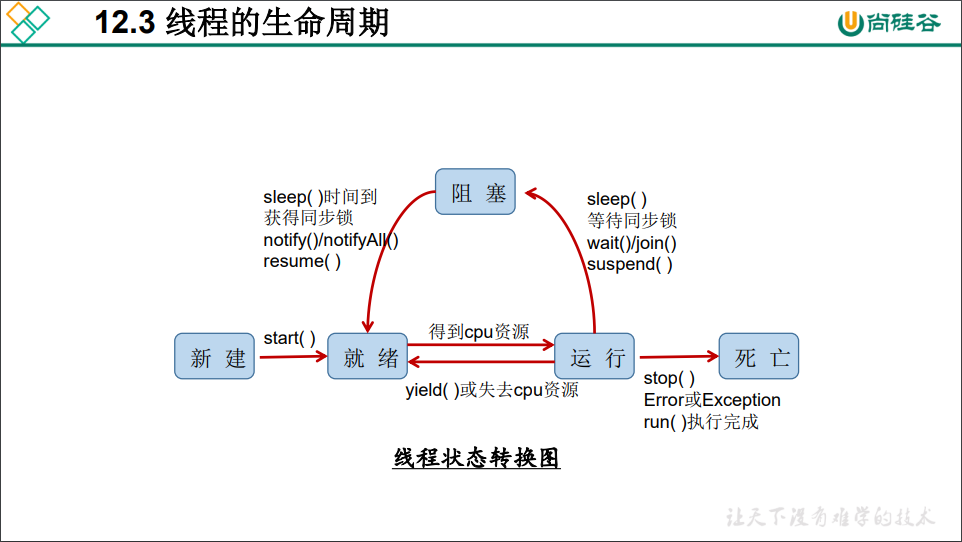 12.3 线程的生命周期
尚硅谷
阻 塞
sleep( )时间到
获得同步锁
notify()/notifyAll()
resume( )
sleep( )
等待同步锁
wait()/join()
suspend( )
新 建
start( )
就 绪
得到cpu资源
yield( )或失去cpu资源
运 行
死 亡
stop( )
Error或Exception
run( )执行完成
线程状态转换图
让天下没有难学的技术